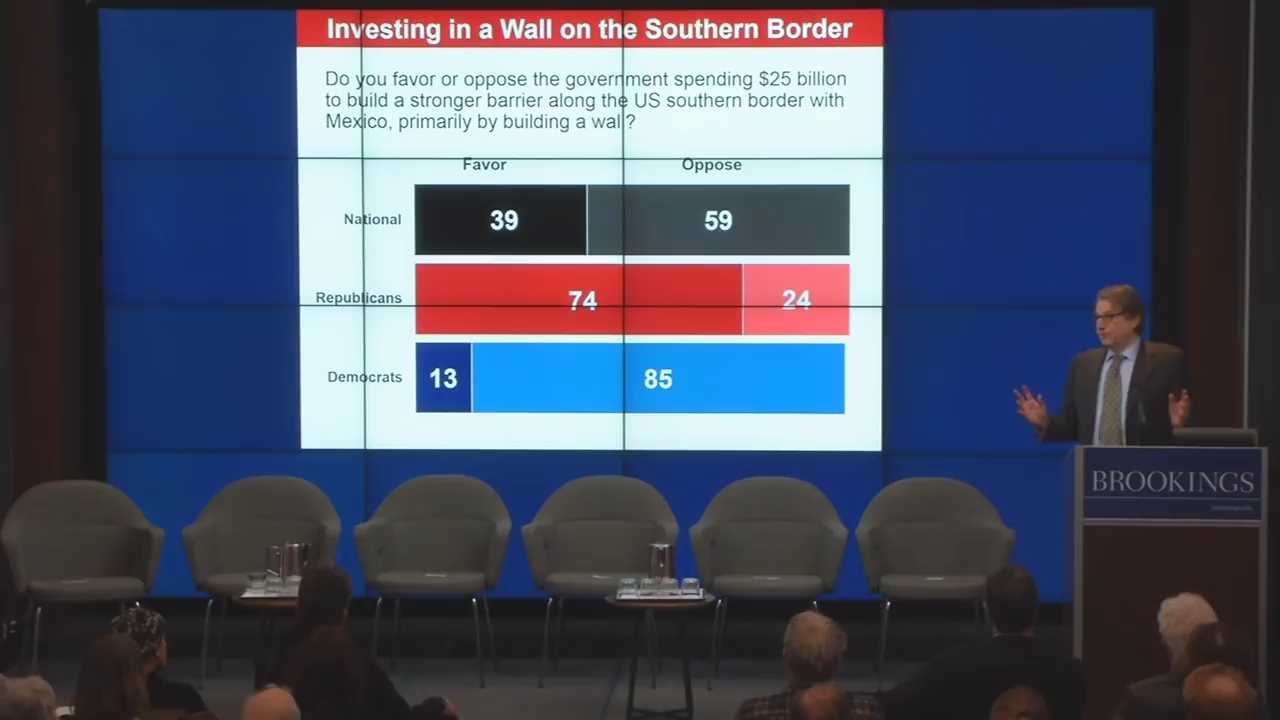 Investing in a Wall on the Southern Border
Do you favor or oppose the government spending $25 billion
to build a stronger barrier along the US southern border with
Mexico, primarily by building a wall?
Favor Oppose
National 39 59
Republicans 74 24
Democrats 13 85
BROOKINGS